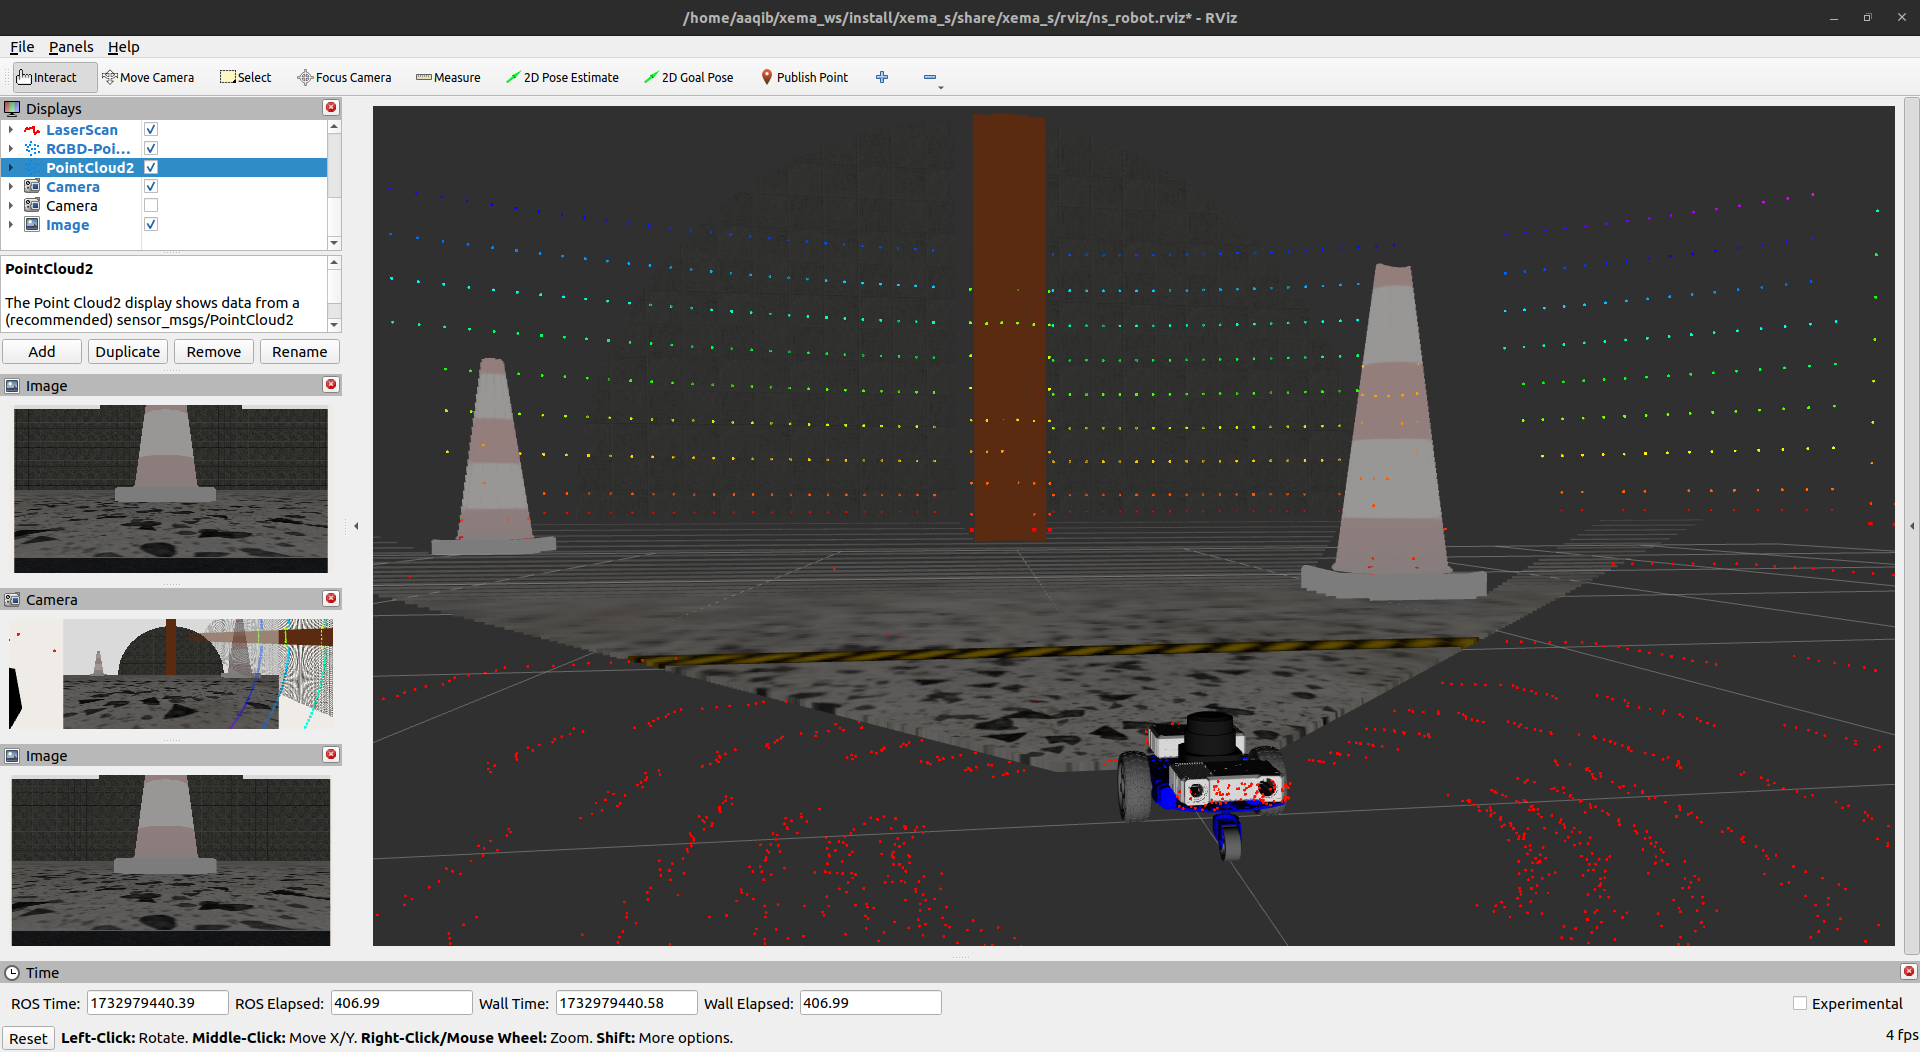 /home/aaqib/xema_ws/install/xema_s/share/xema_s/rviz/ns_robot.rviz* - RViz
File Panels Help
Interact Move Camera Select Focus Camera Measure 2D Pose Estimate 2D Goal Pose Publish Point
Displays
LaserScan
RGBD-Poi...
PointCloud2
Camera
Camera
Image
PointCloud2
The Point Cloud2 display shows data from a
(recommended) sensor_msgs/PointCloud2
Add Duplicate Remove Rename
Image
Camera
Image
Time
ROS Time: 1732979440.39 ROS Elapsed: 406.99 Wall Time: 1732979440.58 Wall Elapsed: 406.99 Experimental
Reset Left-Click: Rotate. Middle-Click: Move X/Y. Right-Click/Mouse Wheel: Zoom. Shift: More options. 4 fps